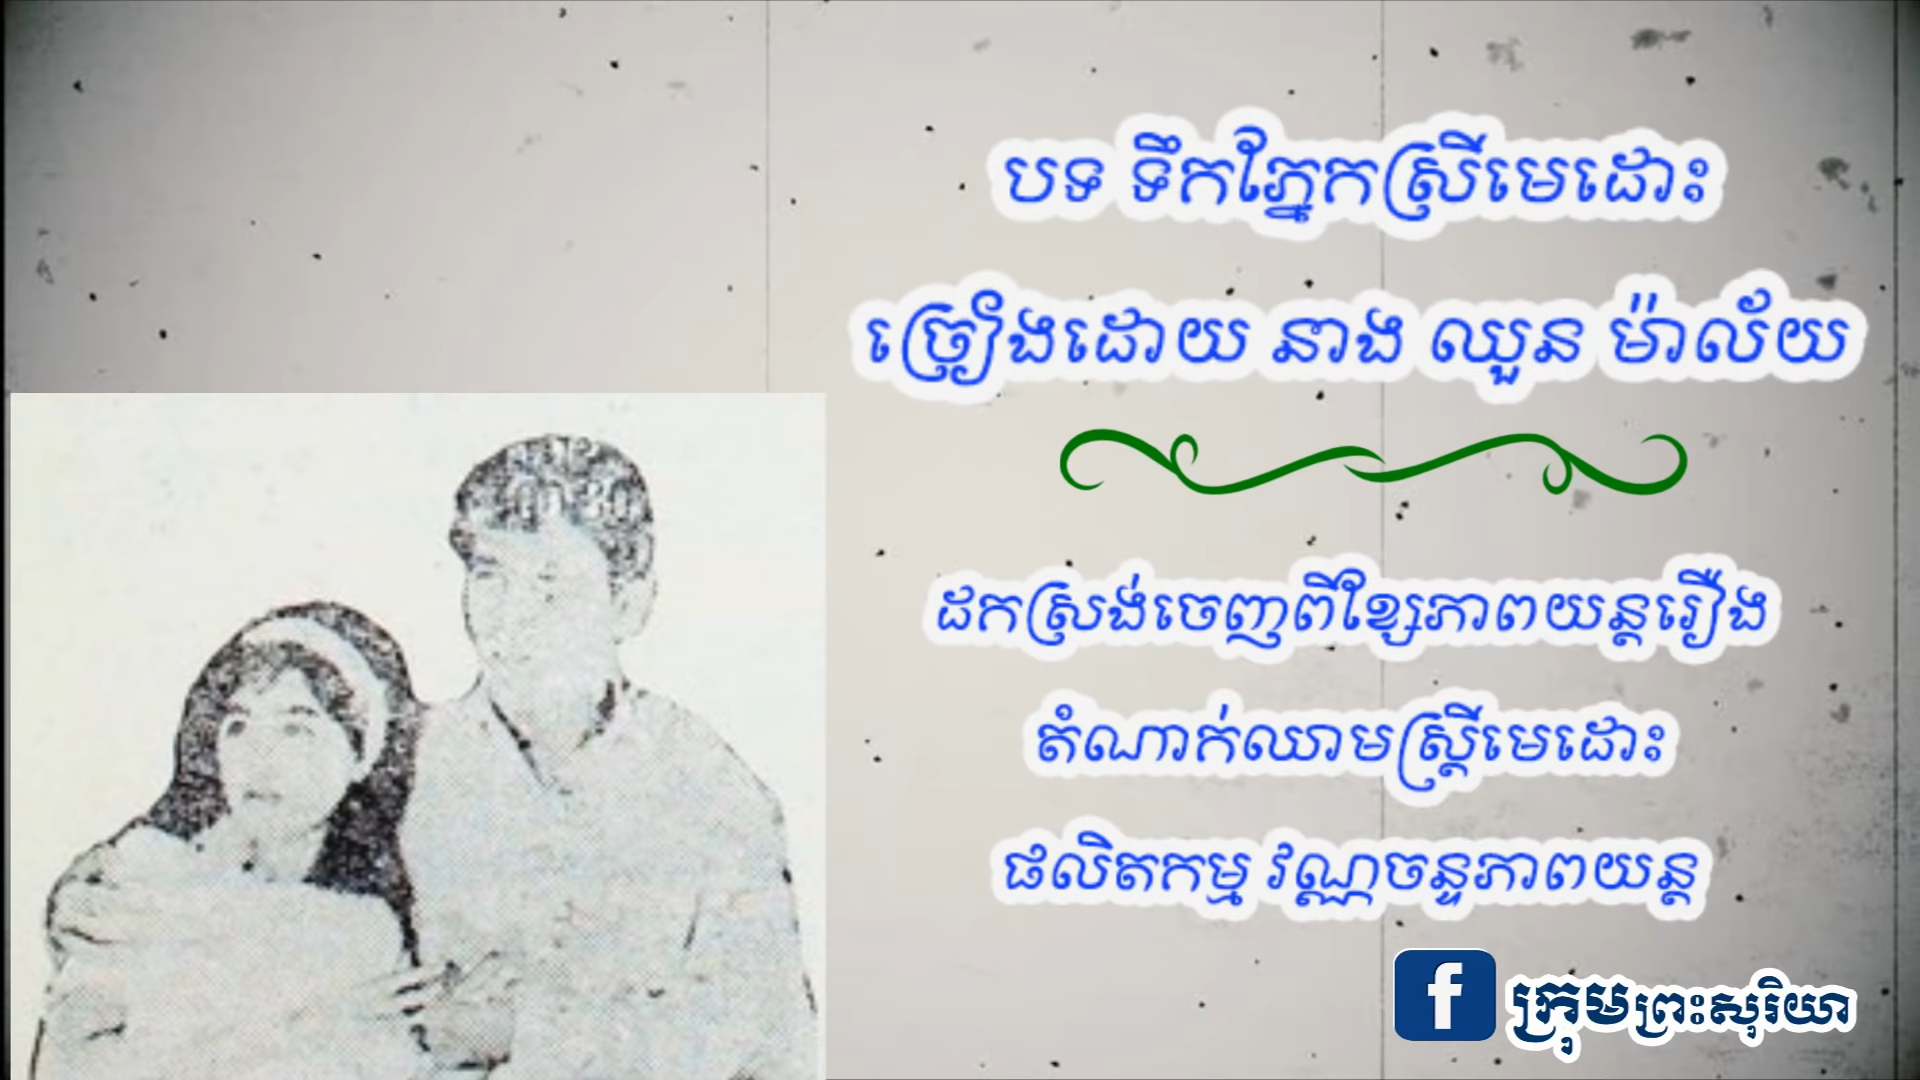 បទ ទឹកភ្នែកស្រីមេដោះ
ច្រៀងដោយ នាង ឈួន ម៉ាល័យ
ដកស្រង់ចេញពីខ្សែភាពយន្តរឿង
តំណាក់ឈាមស្ត្រីមេដោះ
ផលិតកម្ម វណ្ណចន្ទភាពយន្ត
f ក្រុមព្រះសុរិយា